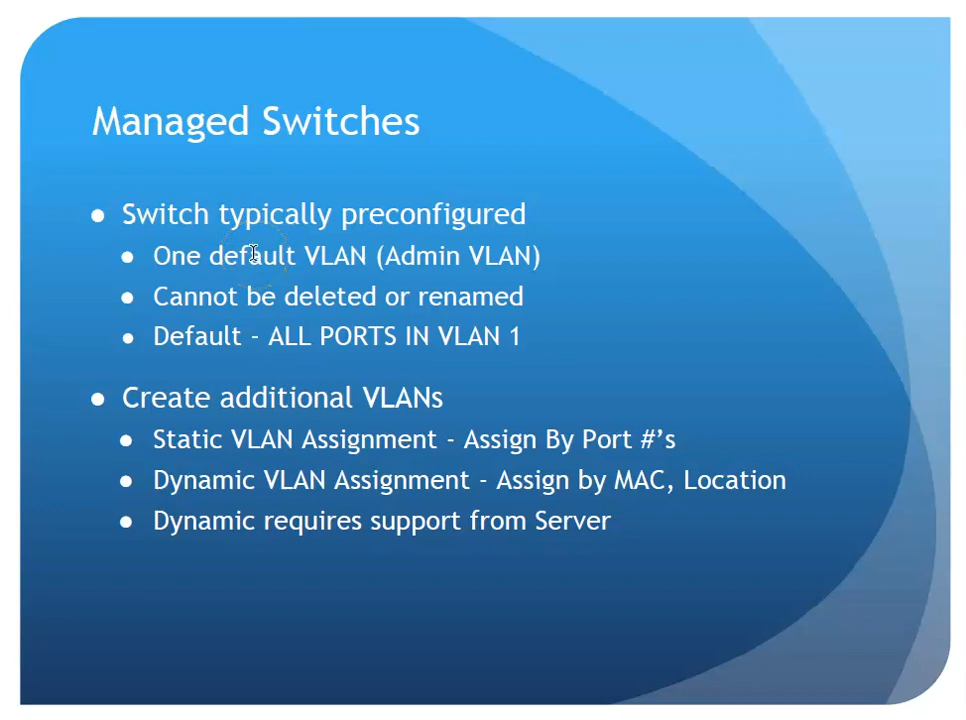 Managed Switches
● Switch typically preconfigured
● One default VLAN (Admin VLAN)
● Cannot be deleted or renamed
● Default - ALL PORTS IN VLAN 1
● Create additional VLANs
● Static VLAN Assignment - Assign By Port #’s
● Dynamic VLAN Assignment - Assign by MAC, Location
● Dynamic requires support from Server